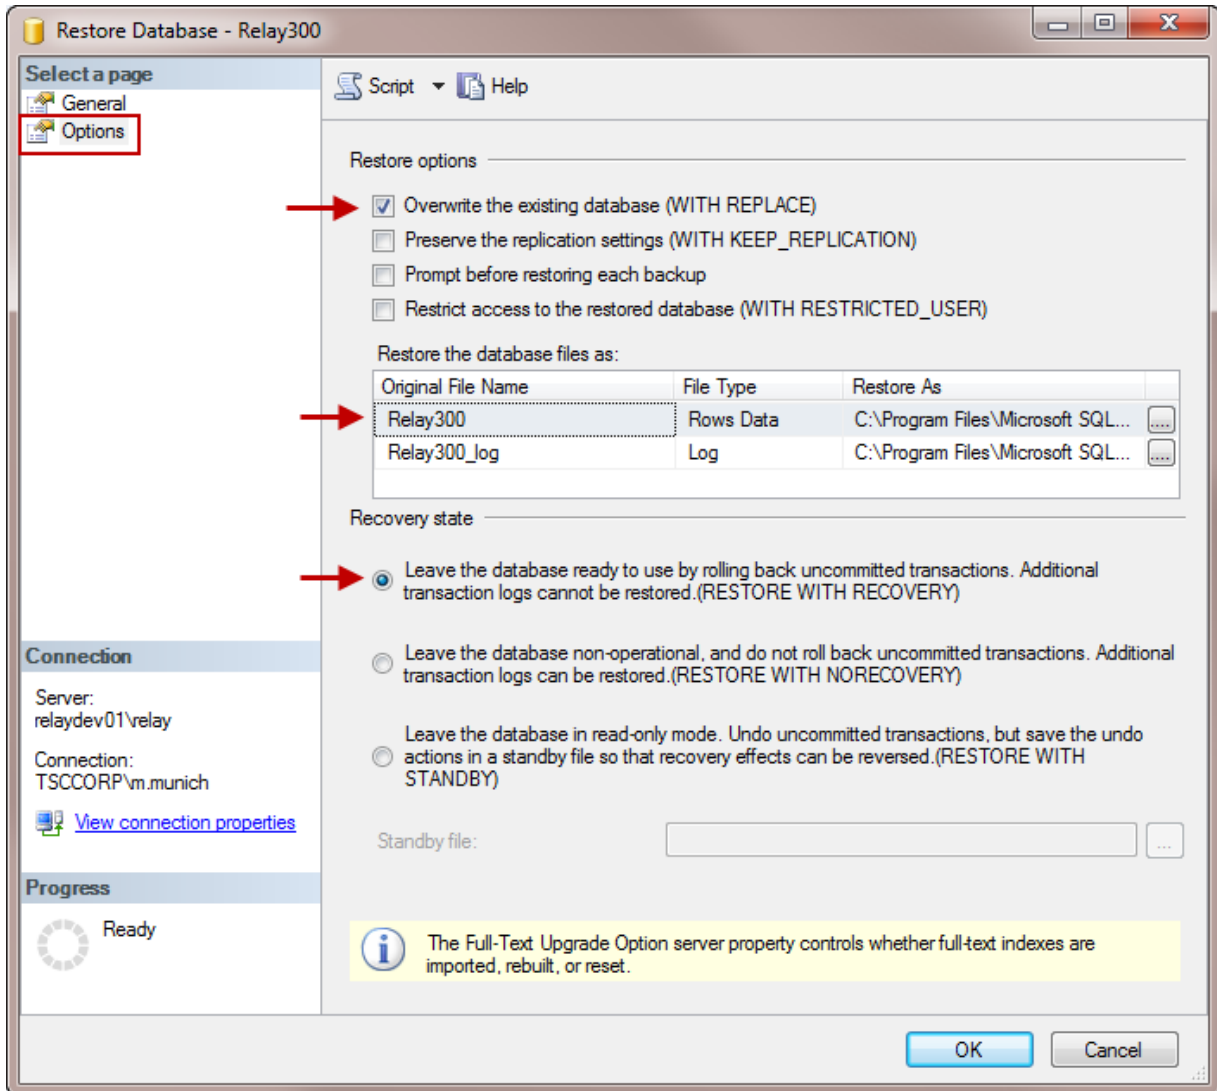 Restore Database - Relay300
Select a page
General
Options
Script
Help
Restore options
Overwrite the existing database (WITH REPLACE)
Preserve the replication settings (WITH KEEP_REPLICATION)
Prompt before restoring each backup
Restrict access to the restored database (WITH RESTRICTED_USER)
Restore the database files as:
Original File Name File Type Restore As
Relay300 Rows Data C:\Program Files\Microsoft SQL... ....
Relay300_log Log C:\Program Files\Microsoft SQL... ....
Recovery state
Leave the database ready to use by rolling back uncommitted transactions. Additional
transaction logs cannot be restored.(RESTORE WITH RECOVERY)
Leave the database non-operational, and do not roll back uncommitted transactions. Additional
transaction logs can be restored.(RESTORE WITH NORECOVERY)
Leave the database in read-only mode. Undo uncommitted transactions, but save the undo
actions in a standby file so that recovery effects can be reversed.(RESTORE WITH
STANDBY)
Standby file:
...
Connection
Server:
relaydev01\relay
Connection:
TSCCORP\m.munich
View connection properties
Progress
Ready
The Full-Text Upgrade Option server property controls whether full-text indexes are
imported, rebuilt, or reset.
OK
Cancel